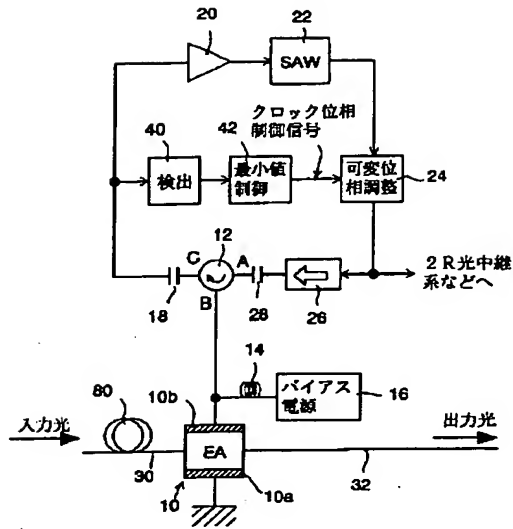 20
22
SAW
クロック位相
制御信号
40
42
検出
最小値
制御
可変位
相調整
24
C
12
A
B
18
28
26
2R光中継
系などへ
14
バイアス
電源
16
80
10b
入力光
出力光
EA
30
10
10a
32